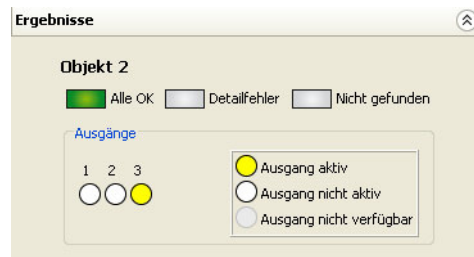 Ergebnisse
Objekt 2
Alle OK Detailfehler Nicht gefunden
Ausgänge
1 2 3
Ausgang aktiv
Ausgang nicht aktiv
Ausgang nicht verfügbar